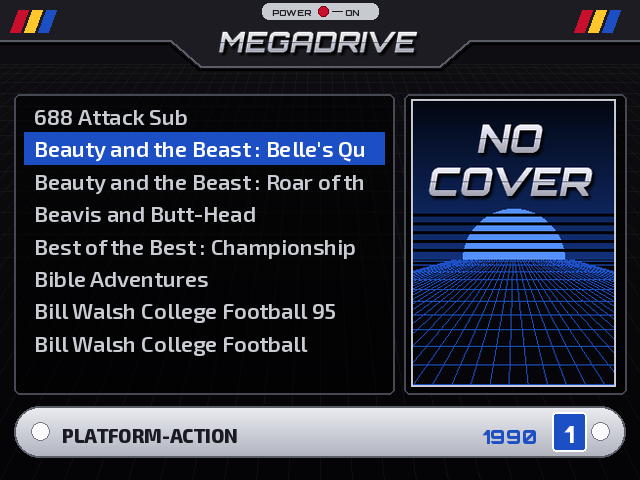 POWER ON
MEGADRIVE
688 Attack Sub
Beauty and the Beast: Belle's Qu
Beauty and the Beast: Roar of th
Beavis and Butt-Head
Best of the Best: Championship
Bible Adventures
Bill Walsh College Football 95
Bill Walsh College Football
NO
COVER
PLATFORM-ACTION
1990
1